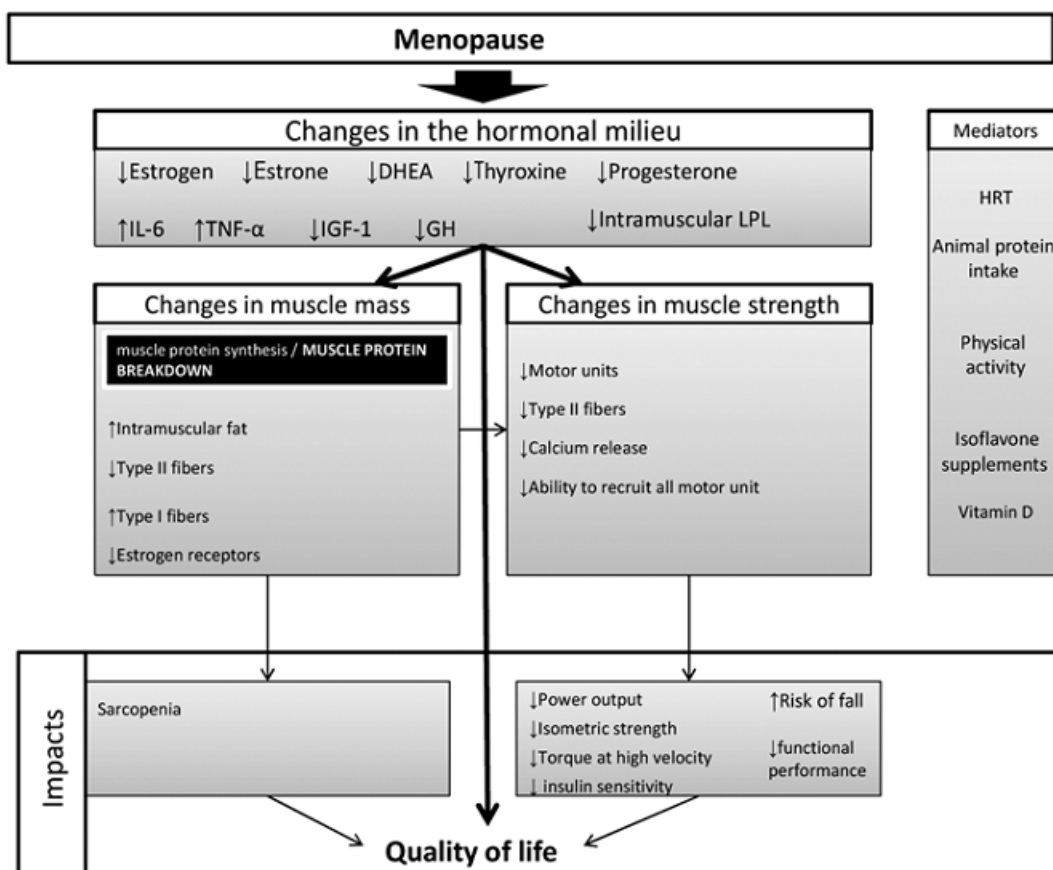 Menopause
Changes in the hormonal milieu
↓Estrogen ↓Estrone ↓DHEA ↓Thyroxine ↓Progesterone
↑IL-6 ↑TNF-α ↓IGF-1 ↓GH ↓Intramuscular LPL
Changes in muscle mass
muscle protein synthesis / MUSCLE PROTEIN
BREAKDOWN
↑Intramuscular fat
↓Type II fibers
↑Type I fibers
↓Estrogen receptors
Changes in muscle strength
↓Motor units
↓Type II fibers
↓Calcium release
↓Ability to recruit all motor unit
Mediators
HRT
Animal protein
intake
Physical
activity
Isoflavone
supplements
Vitamin D
Impacts
Sarcopenia
↓Power output
↓Isometric strength
↓Torque at high velocity
↓ insulin sensitivity
↑Risk of fall
↓functional
performance
Quality of life